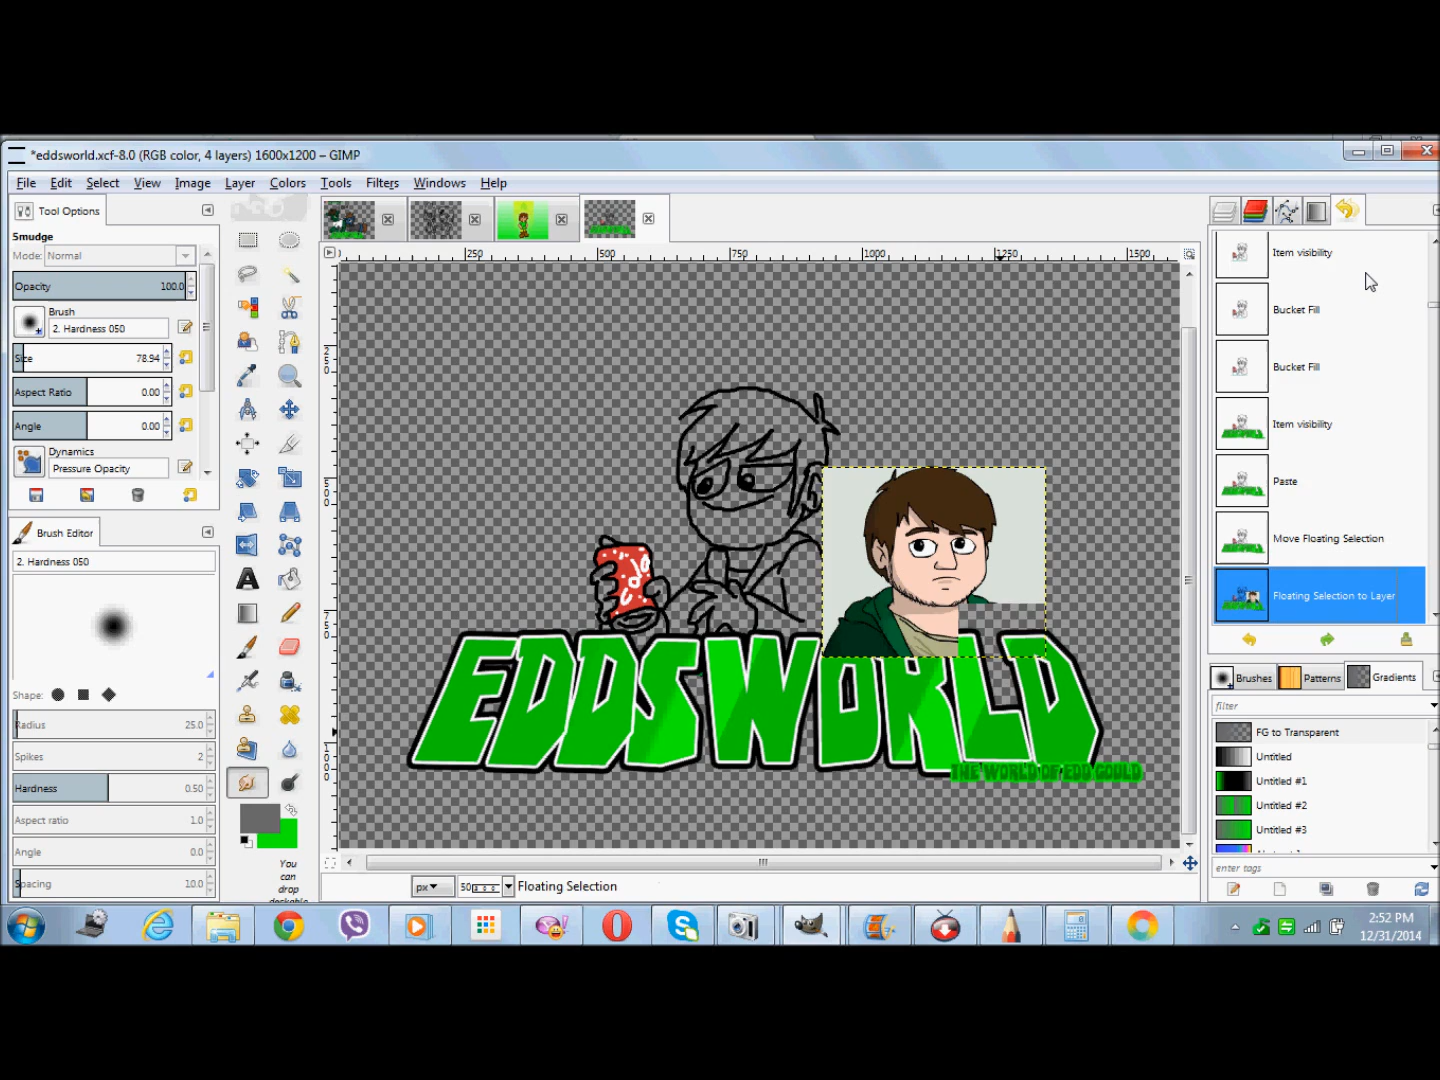 *eddsworld.xcf-8.0 (RGB color, 4 layers) 1600x1200 – GIMP
File Edit Select View Image Layer Colors Tools Filters Windows Help
Tool Options
Smudge
Mode: Normal
Opacity 100.0
Brush
2. Hardness 050
Size 78.94
Aspect Ratio 0.00
Angle 0.00
Dynamics
Pressure Opacity
Brush Editor
2. Hardness 050
Shape:
Radius 25.0
Spikes 2
Hardness 0.50
Aspect ratio 1.0
Angle 0.0
Spacing 10.0
You
can
drop
dockable
250 500 750 1000 1250 1500
EDDSWORLD
THE WORLD OF EDD GOULD
px 50 Floating Selection
Item visibility
Bucket Fill
Bucket Fill
Item visibility
Paste
Move Floating Selection
Floating Selection to Layer
Brushes Patterns Gradients
filter
FG to Transparent
Untitled
Untitled #1
Untitled #2
Untitled #3
enter tags
2:52 PM
12/31/2014